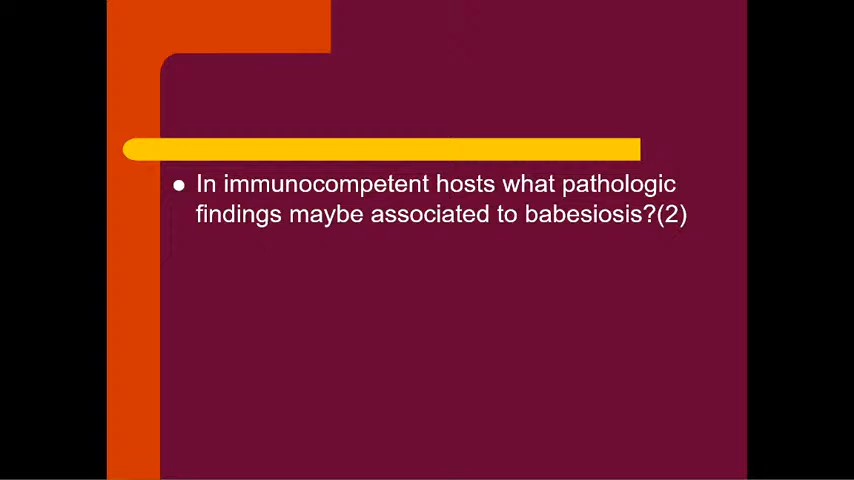 ● In immunocompetent hosts what pathologic
findings maybe associated to babesiosis?(2)